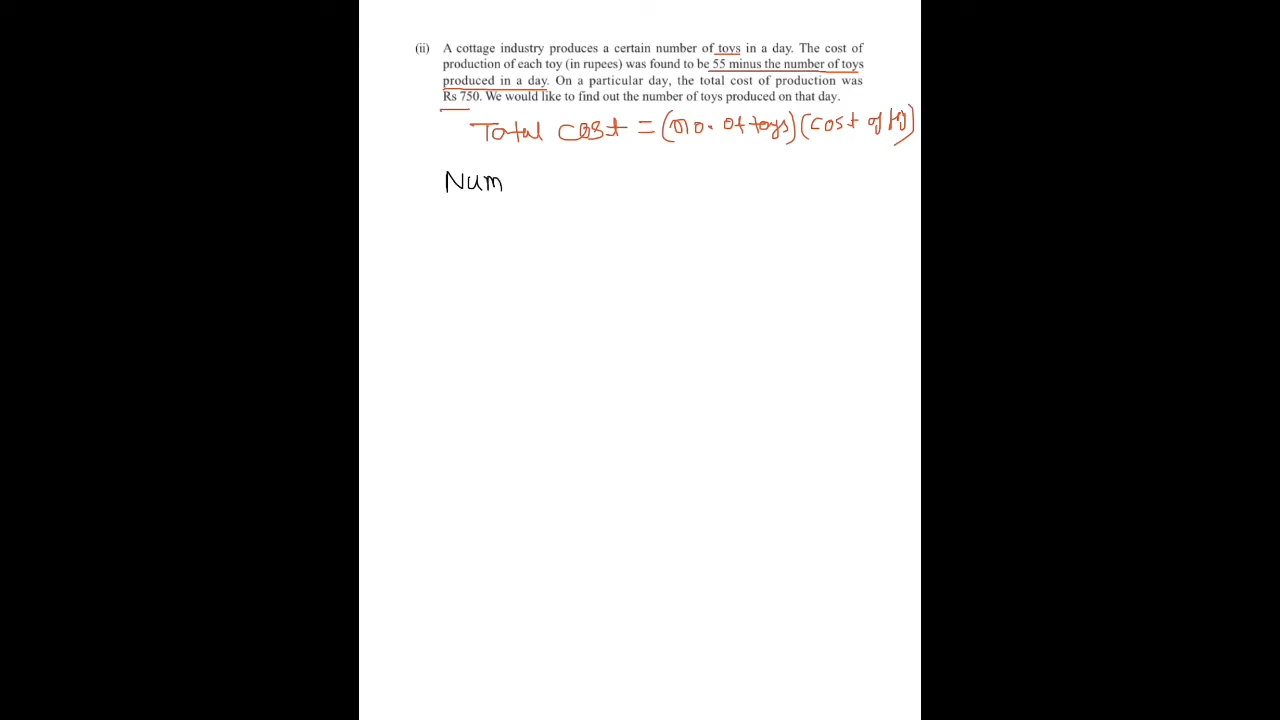 (ii) A cottage industry produces a certain number of toys in a day. The cost of
production of each toy (in rupees) was found to be 55 minus the number of toys
produced in a day. On a particular day, the total cost of production was
Rs 750. We would like to find out the number of toys produced on that day.
Total cost = (no. of toys) (cost of toy)
Num